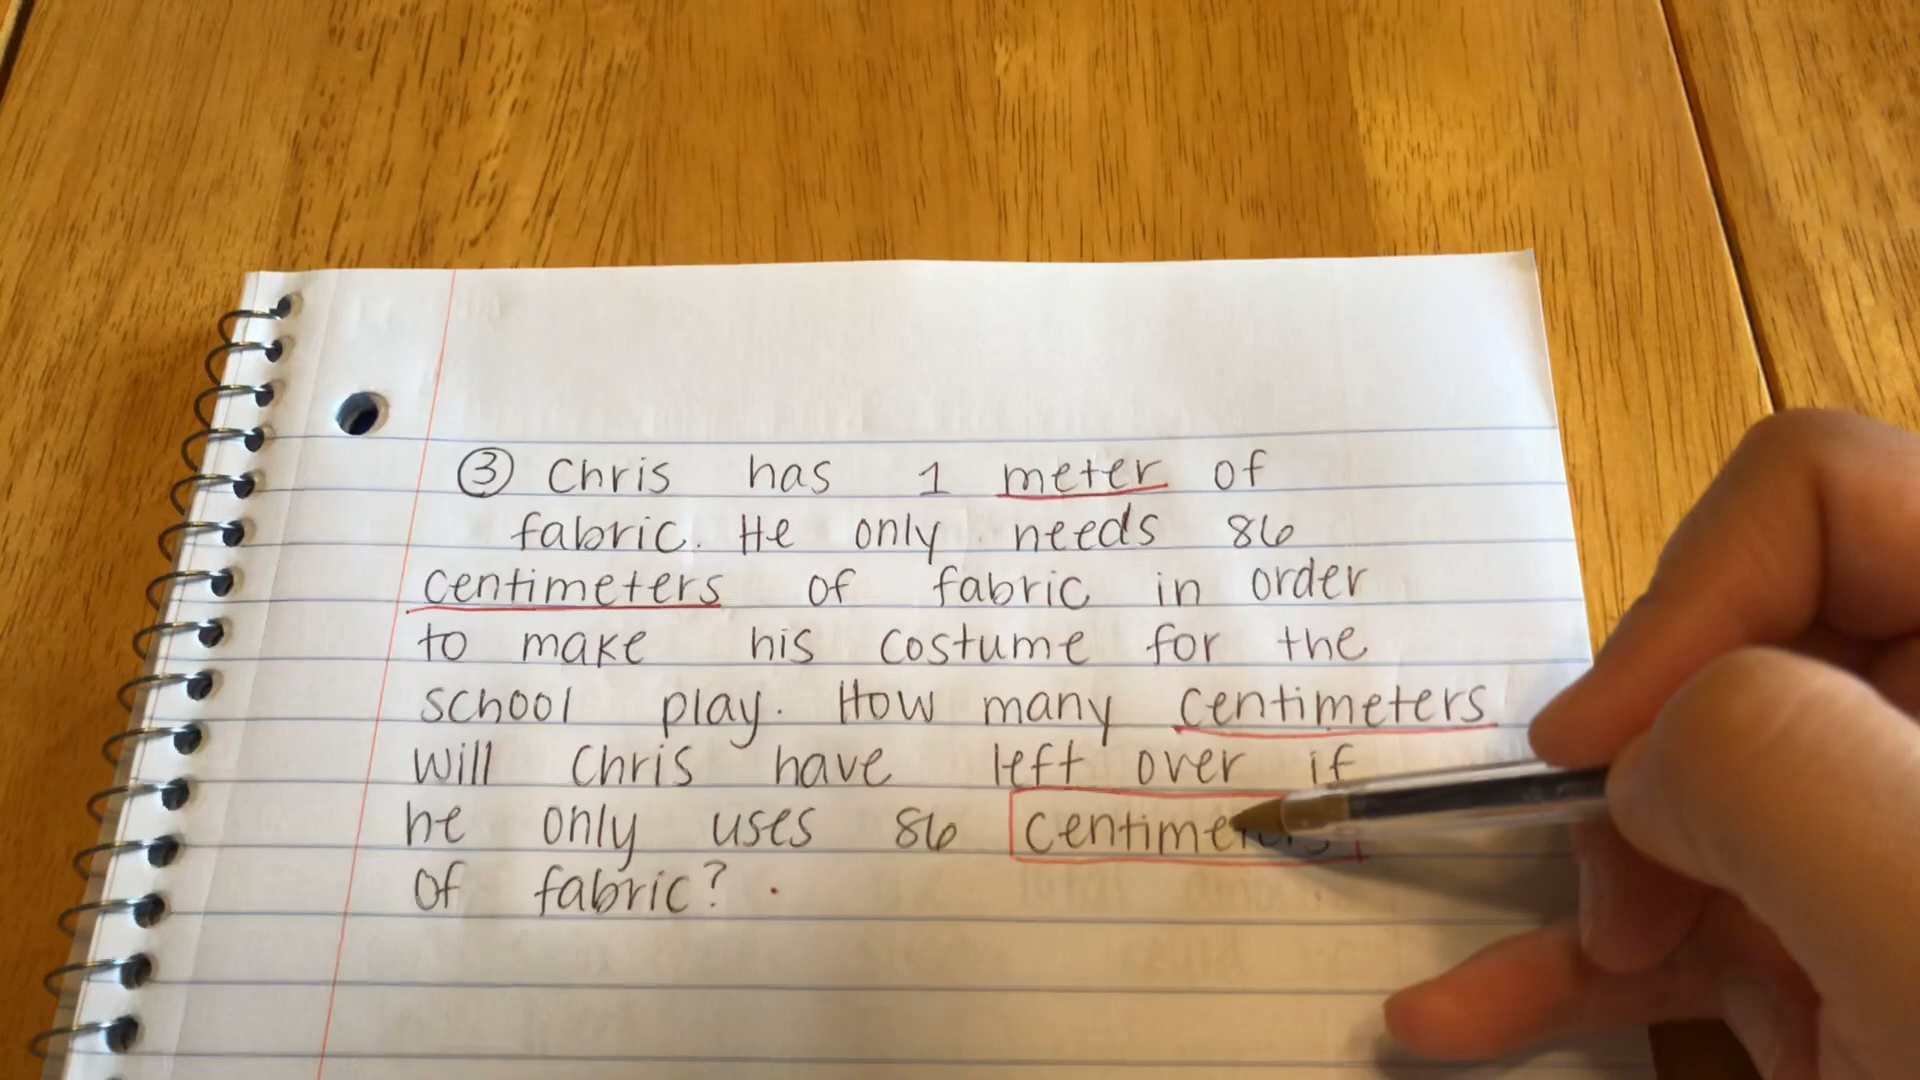 ③ Chris has 1 meter of
fabric. He only needs 86
centimeters of fabric in order
to make his costume for the
school play. How many centimeters
will Chris have left over if
he only uses 86
of fabric?